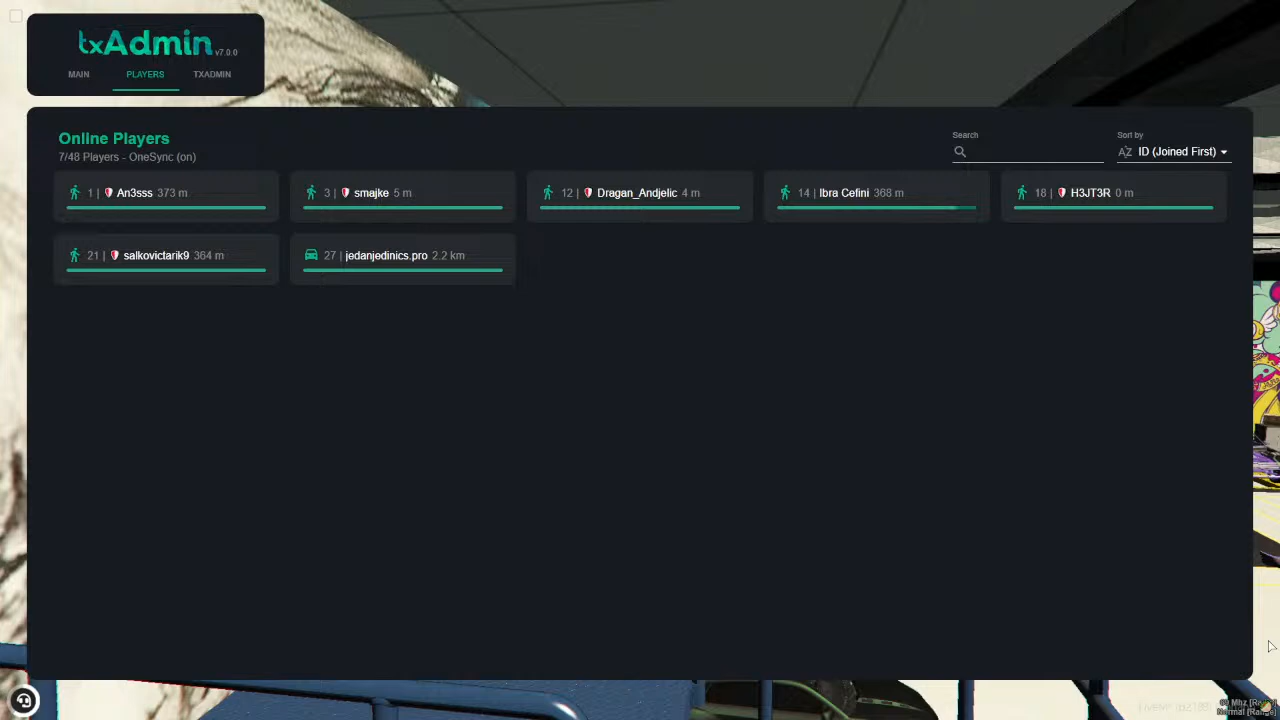 txAdmin v7.0.0
MAIN PLAYERS TXADMIN
Online Players
7/48 Players - OneSync (on)
Search
Sort by
AZ ID (Joined First)
1 | An3sss 373 m
3 | smajke 5 m
12 | Dragan_Andjelic 4 m
14 | Ibra Cefini 368 m
18 | H3JT3R 0 m
21 | salkovictarik9 364 m
27 | jedanjedinics.pro 2.2 km
Normal